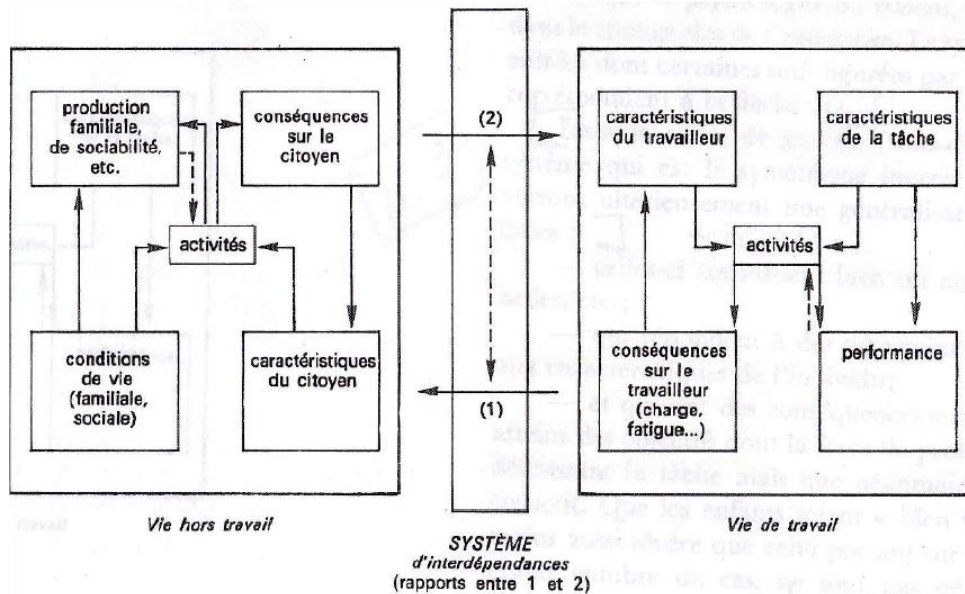 production
familiale,
de sociabilité,
etc.
conséquences
sur le
citoyen
activités
conditions
de vie
(familiale,
sociale)
caractéristiques
du citoyen
Vie hors travail
(2)
(1)
SYSTÈME
d'interdépendances
(rapports entre 1 et 2)
caractéristiques
du travailleur
caractéristiques
de la tâche
activités
conséquences
sur le
travailleur
(charge,
fatigue...)
performance
Vie de travail